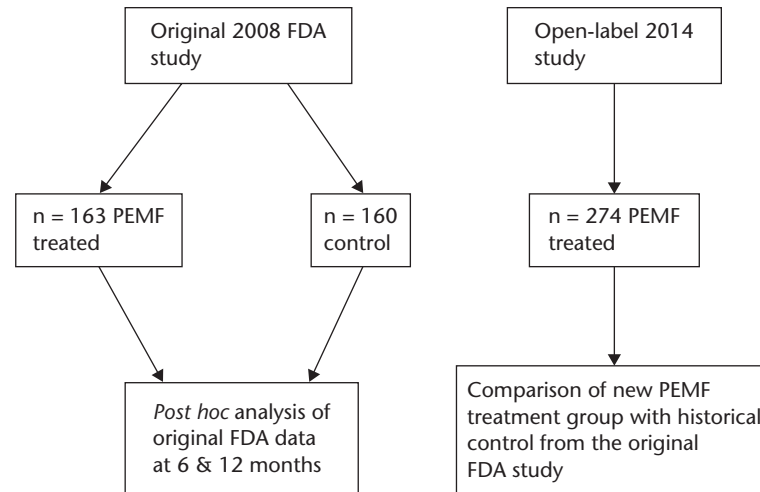 Original 2008 FDA
study
Open-label 2014
study
n = 163 PEMF
treated
n = 160
control
n = 274 PEMF
treated
Post hoc analysis of
original FDA data
at 6 & 12 months
Comparison of new PEMF
treatment group with historical
control from the original
FDA study